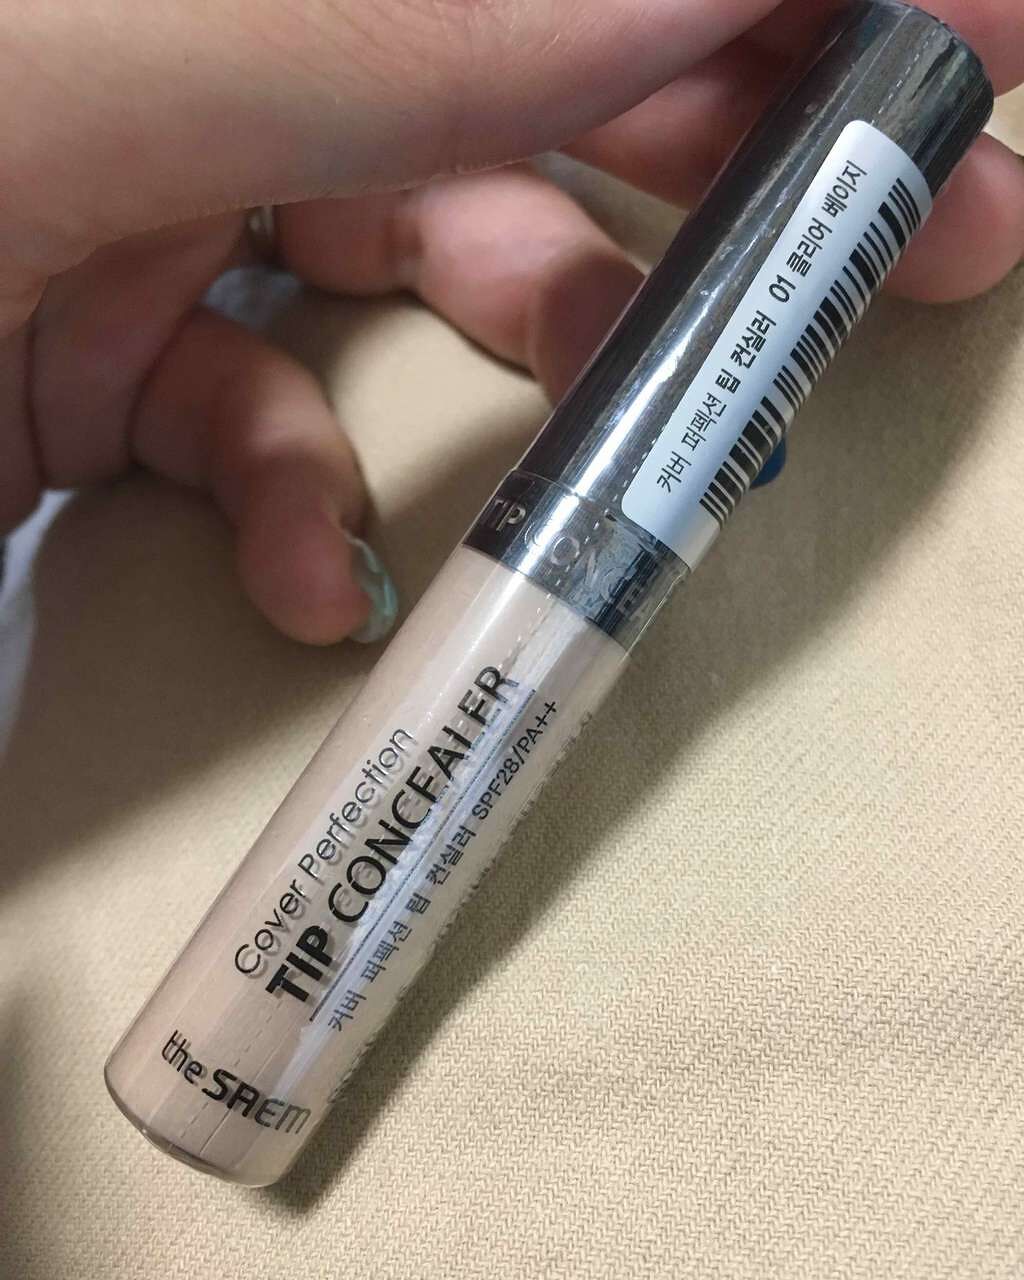 커버 퍼펙션 팁 컨실러 01 클리어 베이지
Cover Perfection
TIP CONCEALER
커버 퍼펙션 팁 컨실러 SPF28/PA++
the SAEM